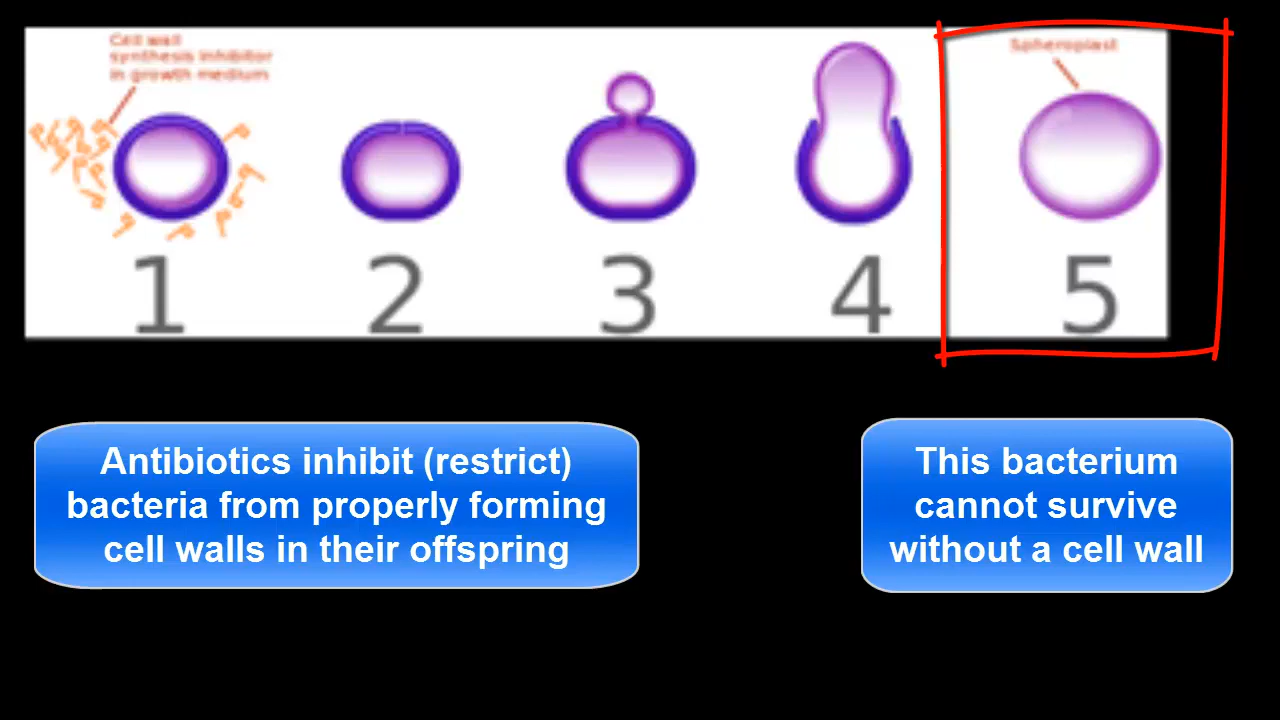 Cell wall
synthesis inhibitor
in growth medium
Spheroplast
1 2 3 4 5
Antibiotics inhibit (restrict)
bacteria from properly forming
cell walls in their offspring
This bacterium
cannot survive
without a cell wall